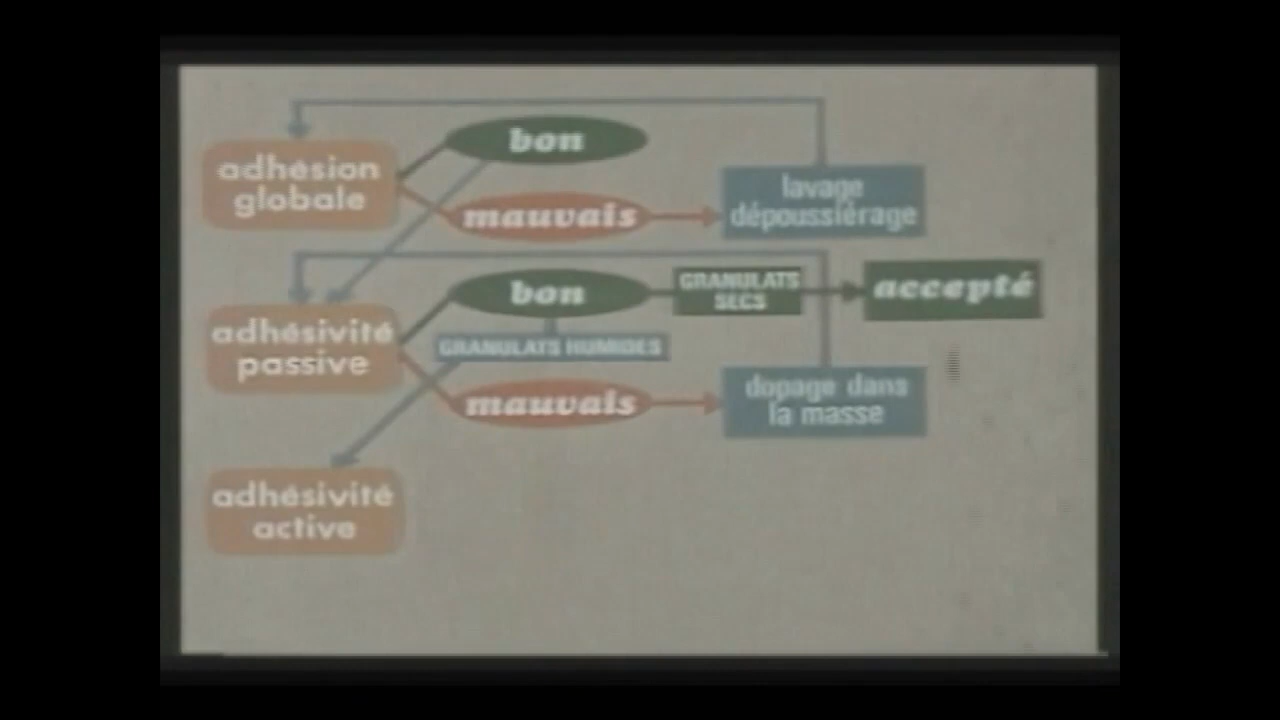 adhésion
globale
bon
mauvais
lavage
dépoussiérage
adhésivité
passive
bon
GRANULATS
SECS
accepté
GRANULATS HUMIDES
mauvais
dopage dans
la masse
adhésivité
active